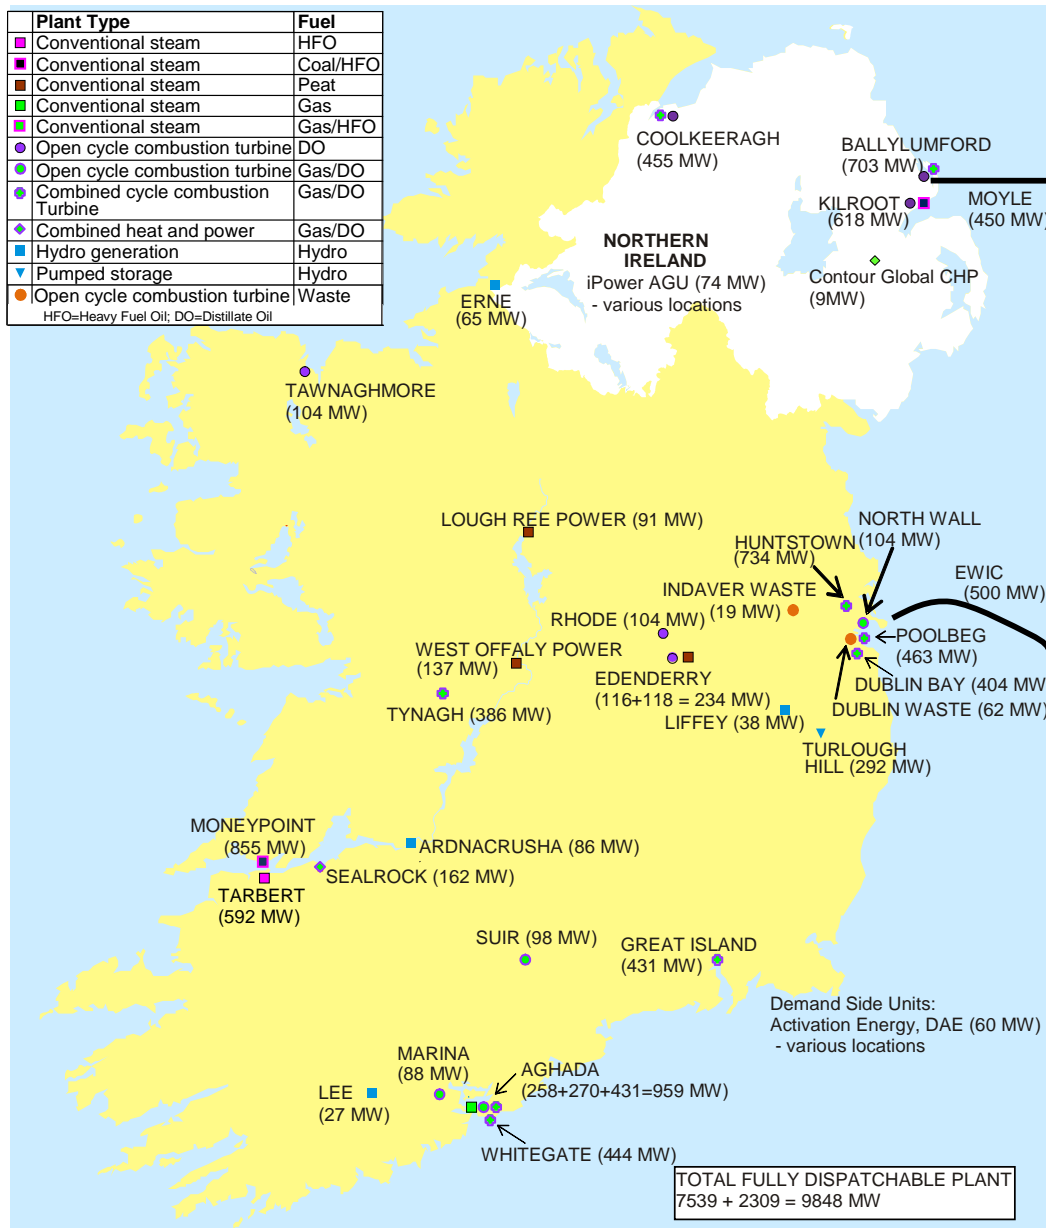 Plant Type Fuel
Conventional steam HFO
Conventional steam Coal/HFO
Conventional steam Peat
Conventional steam Gas
Conventional steam Gas/HFO
Open cycle combustion turbine DO
Open cycle combustion turbine Gas/DO
Combined cycle combustion Gas/DO
Turbine
Combined heat and power Gas/DO
Hydro generation Hydro
Pumped storage Hydro
Open cycle combustion turbine Waste
HFO=Heavy Fuel Oil; DO=Distillate Oil
COOLKEERAGH
(455 MW)
BALLYLUMFORD
(703 MW)
MOYLE
(450 MW)
KILROOT
(618 MW)
NORTHERN
IRELAND
iPower AGU (74 MW)
- various locations
Contour Global CHP
(9MW)
ERNE
(65 MW)
TAWNAGHMORE
(104 MW)
LOUGH REE POWER (91 MW)
NORTH WALL
(104 MW)
HUNTSTOWN
(734 MW)
EWIC
(500 MW)
INDAVER WASTE
(19 MW)
RHODE (104 MW)
POOLBEG
(463 MW)
WEST OFFALY POWER
(137 MW)
EDENDERRY
(116+118 = 234 MW)
DUBLIN BAY (404 MW
DUBLIN WASTE (62 MW)
TYNAGH (386 MW)
LIFFEY (38 MW)
TURLOUGH
HILL (292 MW)
MONEYPOINT
(855 MW)
ARDNACRUSHA (86 MW)
SEALROCK (162 MW)
TARBERT
(592 MW)
SUIR (98 MW)
GREAT ISLAND
(431 MW)
Demand Side Units:
Activation Energy, DAE (60 MW)
- various locations
MARINA
(88 MW)
AGHADA
(258+270+431=959 MW)
LEE
(27 MW)
WHITEGATE (444 MW)
TOTAL FULLY DISPATCHABLE PLANT
7539 + 2309 = 9848 MW